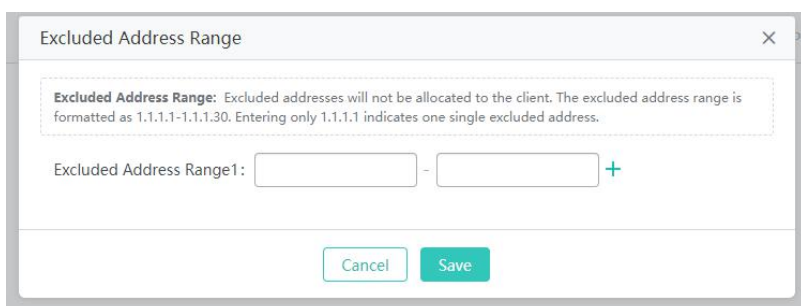 Excluded Address Range
Excluded Address Range: Excluded addresses will not be allocated to the client. The excluded address range is
formatted as 1.1.1.1-1.1.1.30. Entering only 1.1.1.1 indicates one single excluded address.
Excluded Address Range1: - +
Cancel Save